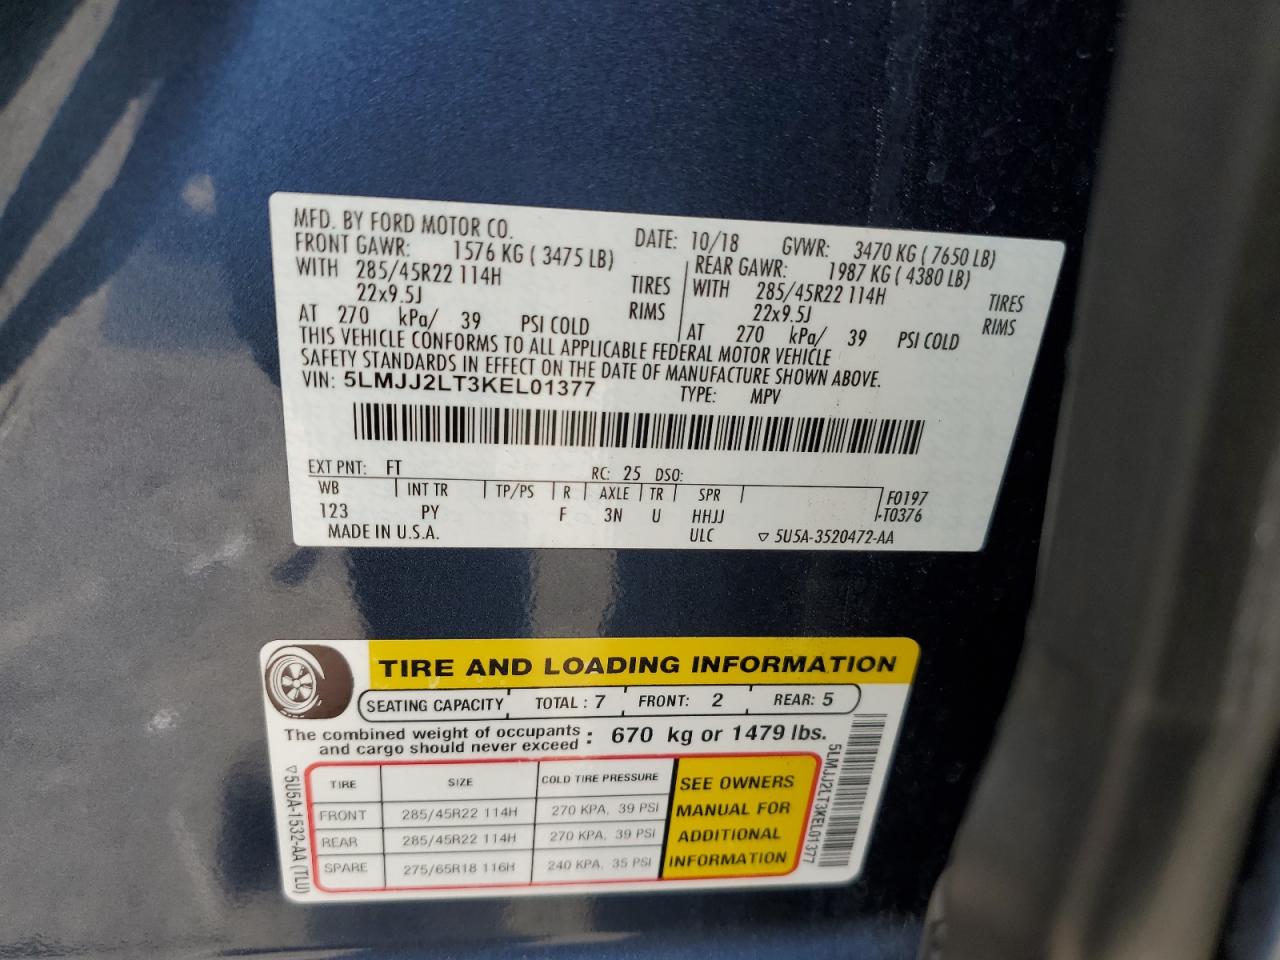 MFD. BY FORD MOTOR CO.
DATE: 10/18 GVWR: 3470 KG ( 7650 LB)
FRONT GAWR: 1576 KG ( 3475 LB)
REAR GAWR: 1987 KG ( 4380 LB)
WITH 285/45R22 114H TIRES
WITH 285/45R22 114H TIRES
22x9.5J RIMS
22x9.5J RIMS
AT 270 kPa/ 39 PSI COLD
AT 270 kPa/ 39 PSI COLD
THIS VEHICLE CONFORMS TO ALL APPLICABLE FEDERAL MOTOR VEHICLE
SAFETY STANDARDS IN EFFECT ON THE DATE OF MANUFACTURE SHOWN ABOVE.
VIN: 5LMJJ2LT3KEL01377 TYPE: MPV
EXT PNT: FT RC: 25 DSO:
WB INT TR TP/PS R AXLE TR SPR F0197
123 PY F 3N U HHJJ T0376
MADE IN U.S.A. ULC ▽ 5U5A-3520472-AA
TIRE AND LOADING INFORMATION
SEATING CAPACITY TOTAL : 7 FRONT: 2 REAR: 5
The combined weight of occupants
and cargo should never exceed : 670 kg or 1479 lbs.
TIRE SIZE COLD TIRE PRESSURE
FRONT 285/45R22 114H 270 KPA, 39 PSI
REAR 285/45R22 114H 270 KPA, 39 PSI
SPARE 275/65R18 116H 240 KPA, 35 PSI
SEE OWNERS
MANUAL FOR
ADDITIONAL
INFORMATION
▽5U5A-1532-AA (TLU)
5LMJJ2LT3KEL01377